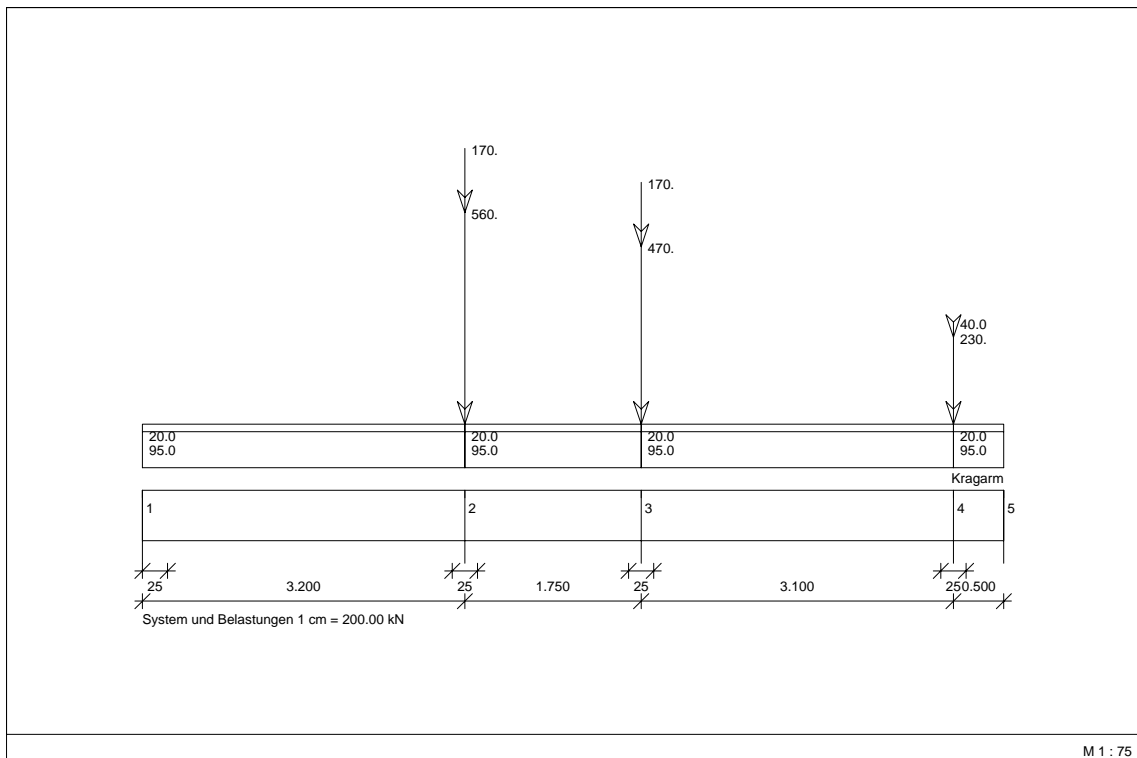 170.
560.
170.
470.
40.0
230.
20.0 20.0 20.0 20.0
95.0 95.0 95.0 95.0
Kragarm
1 2 3 4 5
25 3.200 25 1.750 25 3.100 25 0.500
System und Belastungen 1 cm = 200.00 kN
M 1 : 75